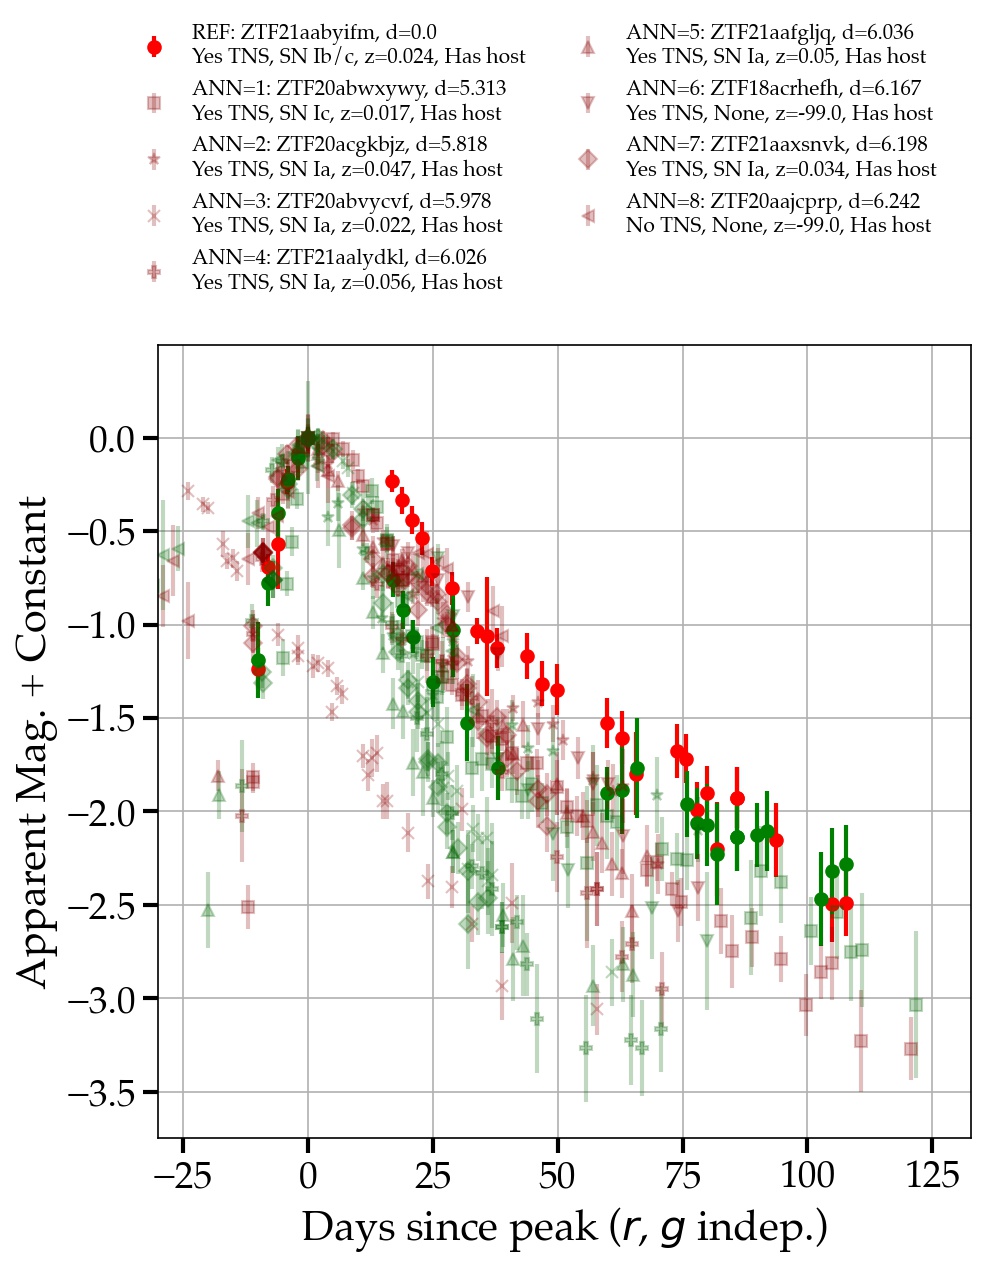 REF: ZTF21aabyifm, d=0.0
Yes TNS, SN Ib/c, z=0.024, Has host
ANN=1: ZTF20abwxywy, d=5.313
Yes TNS, SN Ic, z=0.017, Has host
ANN=2: ZTF20acgkbjz, d=5.818
Yes TNS, SN Ia, z=0.047, Has host
ANN=3: ZTF20abvycvf, d=5.978
Yes TNS, SN Ia, z=0.022, Has host
ANN=4: ZTF21aalydkl, d=6.026
Yes TNS, SN Ia, z=0.056, Has host
ANN=5: ZTF21aafgljq, d=6.036
Yes TNS, SN Ia, z=0.05, Has host
ANN=6: ZTF18acrhefh, d=6.167
Yes TNS, None, z=-99.0, Has host
ANN=7: ZTF21aaxsnvk, d=6.198
Yes TNS, SN Ia, z=0.034, Has host
ANN=8: ZTF20aajcprp, d=6.242
No TNS, None, z=-99.0, Has host
Apparent Mag. + Constant
0.0
−0.5
−1.0
−1.5
−2.0
−2.5
−3.0
−3.5
−25 0 25 50 75 100 125
Days since peak (r, g indep.)